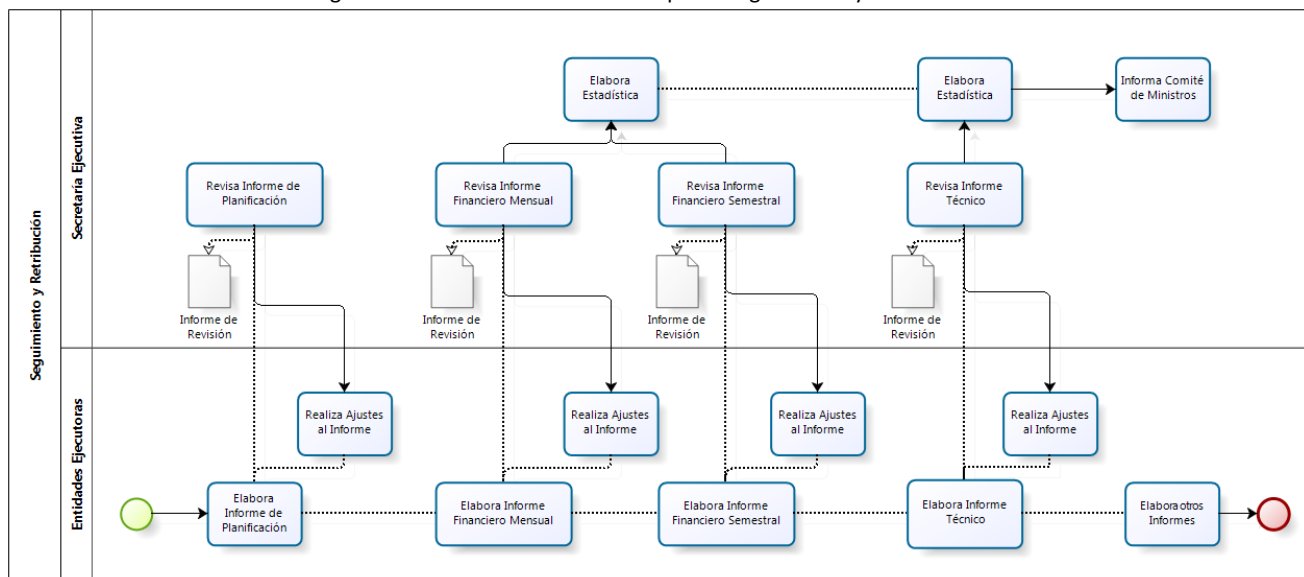 Seguimiento y Retribución
Secretaría Ejecutiva
Elabora
Estadística
Elabora
Estadística
Informa Comité
de Ministros
Revisa Informe de
Planificación
Revisa Informe
Financiero Mensual
Revisa Informe
Financiero Semestral
Revisa Informe
Técnico
Informe de
Revisión
Informe de
Revisión
Informe de
Revisión
Informe de
Revisión
Entidades Ejecutoras
Realiza Ajustes
al Informe
Realiza Ajustes
al Informe
Realiza Ajustes
al Informe
Realiza Ajustes
al Informe
Elabora
Informe de
Planificación
Elabora Informe
Financiero Mensual
Elabora Informe
Financiero Semestral
Elabora Informe
Técnico
Elabora otros
Informes